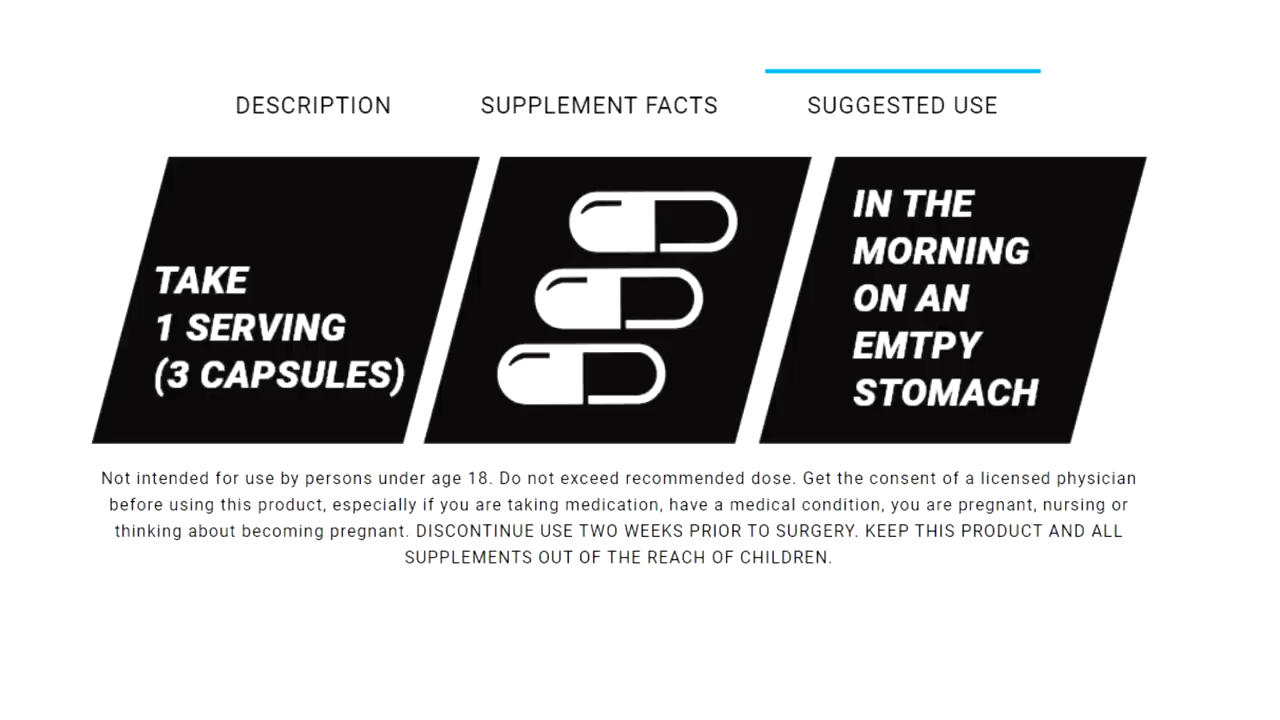 DESCRIPTION
SUPPLEMENT FACTS
SUGGESTED USE
TAKE
1 SERVING
(3 CAPSULES)
IN THE
MORNING
ON AN
EMTPY
STOMACH
Not intended for use by persons under age 18. Do not exceed recommended dose. Get the consent of a licensed physician
before using this product, especially if you are taking medication, have a medical condition, you are pregnant, nursing or
thinking about becoming pregnant. DISCONTINUE USE TWO WEEKS PRIOR TO SURGERY. KEEP THIS PRODUCT AND ALL
SUPPLEMENTS OUT OF THE REACH OF CHILDREN.